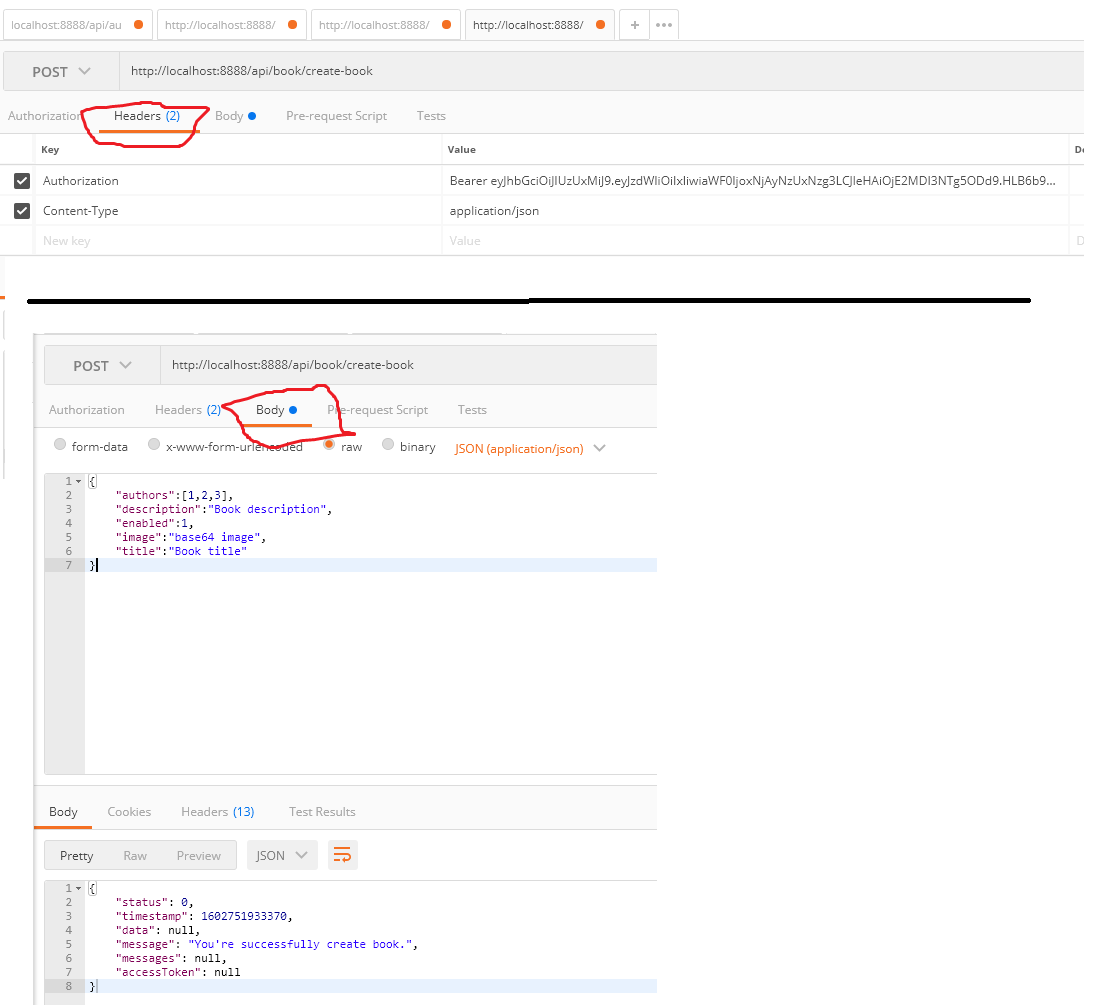 localhost:8888/api/au http://localhost:8888/ http://localhost:8888/ http://localhost:8888/ + •••
POST http://localhost:8888/api/book/create-book
Authorization Headers (2) Body Pre-request Script Tests
Key Value
Authorization Bearer
Content-Type application/json
New key Value
POST http://localhost:8888/api/book/create-book
Authorization Headers (2) Body Pre-request Script Tests
form-data x-www-form-urlencoded raw binary JSON (application/json)
1 {
2 "authors":[1,2,3],
3 "description":"Book description",
4 "enabled":1,
5 "image":"base64 image",
6 "title":"Book title"
7 }
Body Cookies Headers (13) Test Results
Pretty Raw Preview JSON
1 {
2 "status": 0,
3 "timestamp": 1602751933370,
4 "data": null,
5 "message": "You're successfully create book.",
6 "messages": null,
7 "accessToken": null
8 }